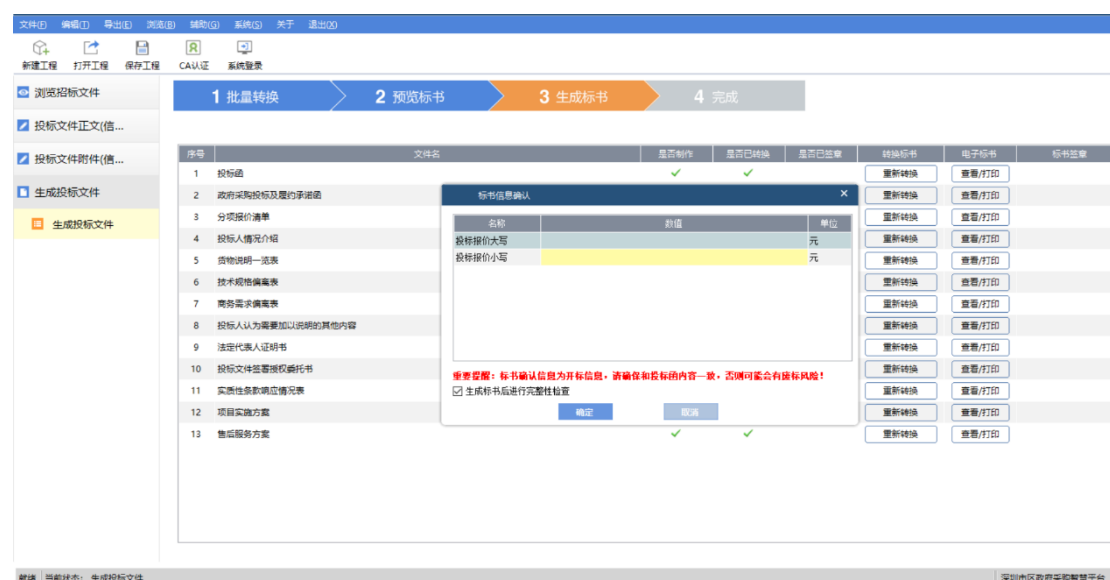 文件(F) 编辑(T) 导出(E) 浏览(B) 辅助(G) 系统(S) 关于 退出(X)
新建工程 打开工程 保存工程 CA认证 系统登录
浏览招标文件
投标文件正文(信...
投标文件附件(信...
生成投标文件
生成投标文件
1 批量转换 2 预览标书 3 生成标书 4 完成
序号 文件名 是否制作 是否已转换 是否已签章 转换标书 电子标书 标书签章
1 投标函 重新转换 查看/打印
2 政府采购投标及履约承诺函 重新转换 查看/打印
3 分项报价清单 重新转换 查看/打印
4 投标人情况介绍 重新转换 查看/打印
5 货物说明一览表 重新转换 查看/打印
6 技术规格偏离表 重新转换 查看/打印
7 商务需求偏离表 重新转换 查看/打印
8 投标人认为需要加以说明的其他内容 重新转换 查看/打印
9 法定代表人证明书 重新转换 查看/打印
10 投标文件签署授权委托书 重新转换 查看/打印
11 实质性条款响应情况表 重新转换 查看/打印
12 项目实施方案 重新转换 查看/打印
13 售后服务方案 重新转换 查看/打印
标书信息确认 ×
名称 数值 单位
投标报价大写 元
投标报价小写 元
重要提醒：标书确认信息为开标信息，请确保和投标函内容一致，否则可能会有废标风险！
生成标书后进行完整性检查
确定 取消
就绪 当前状态: 生成投标文件 深圳市区政府采购智慧平台